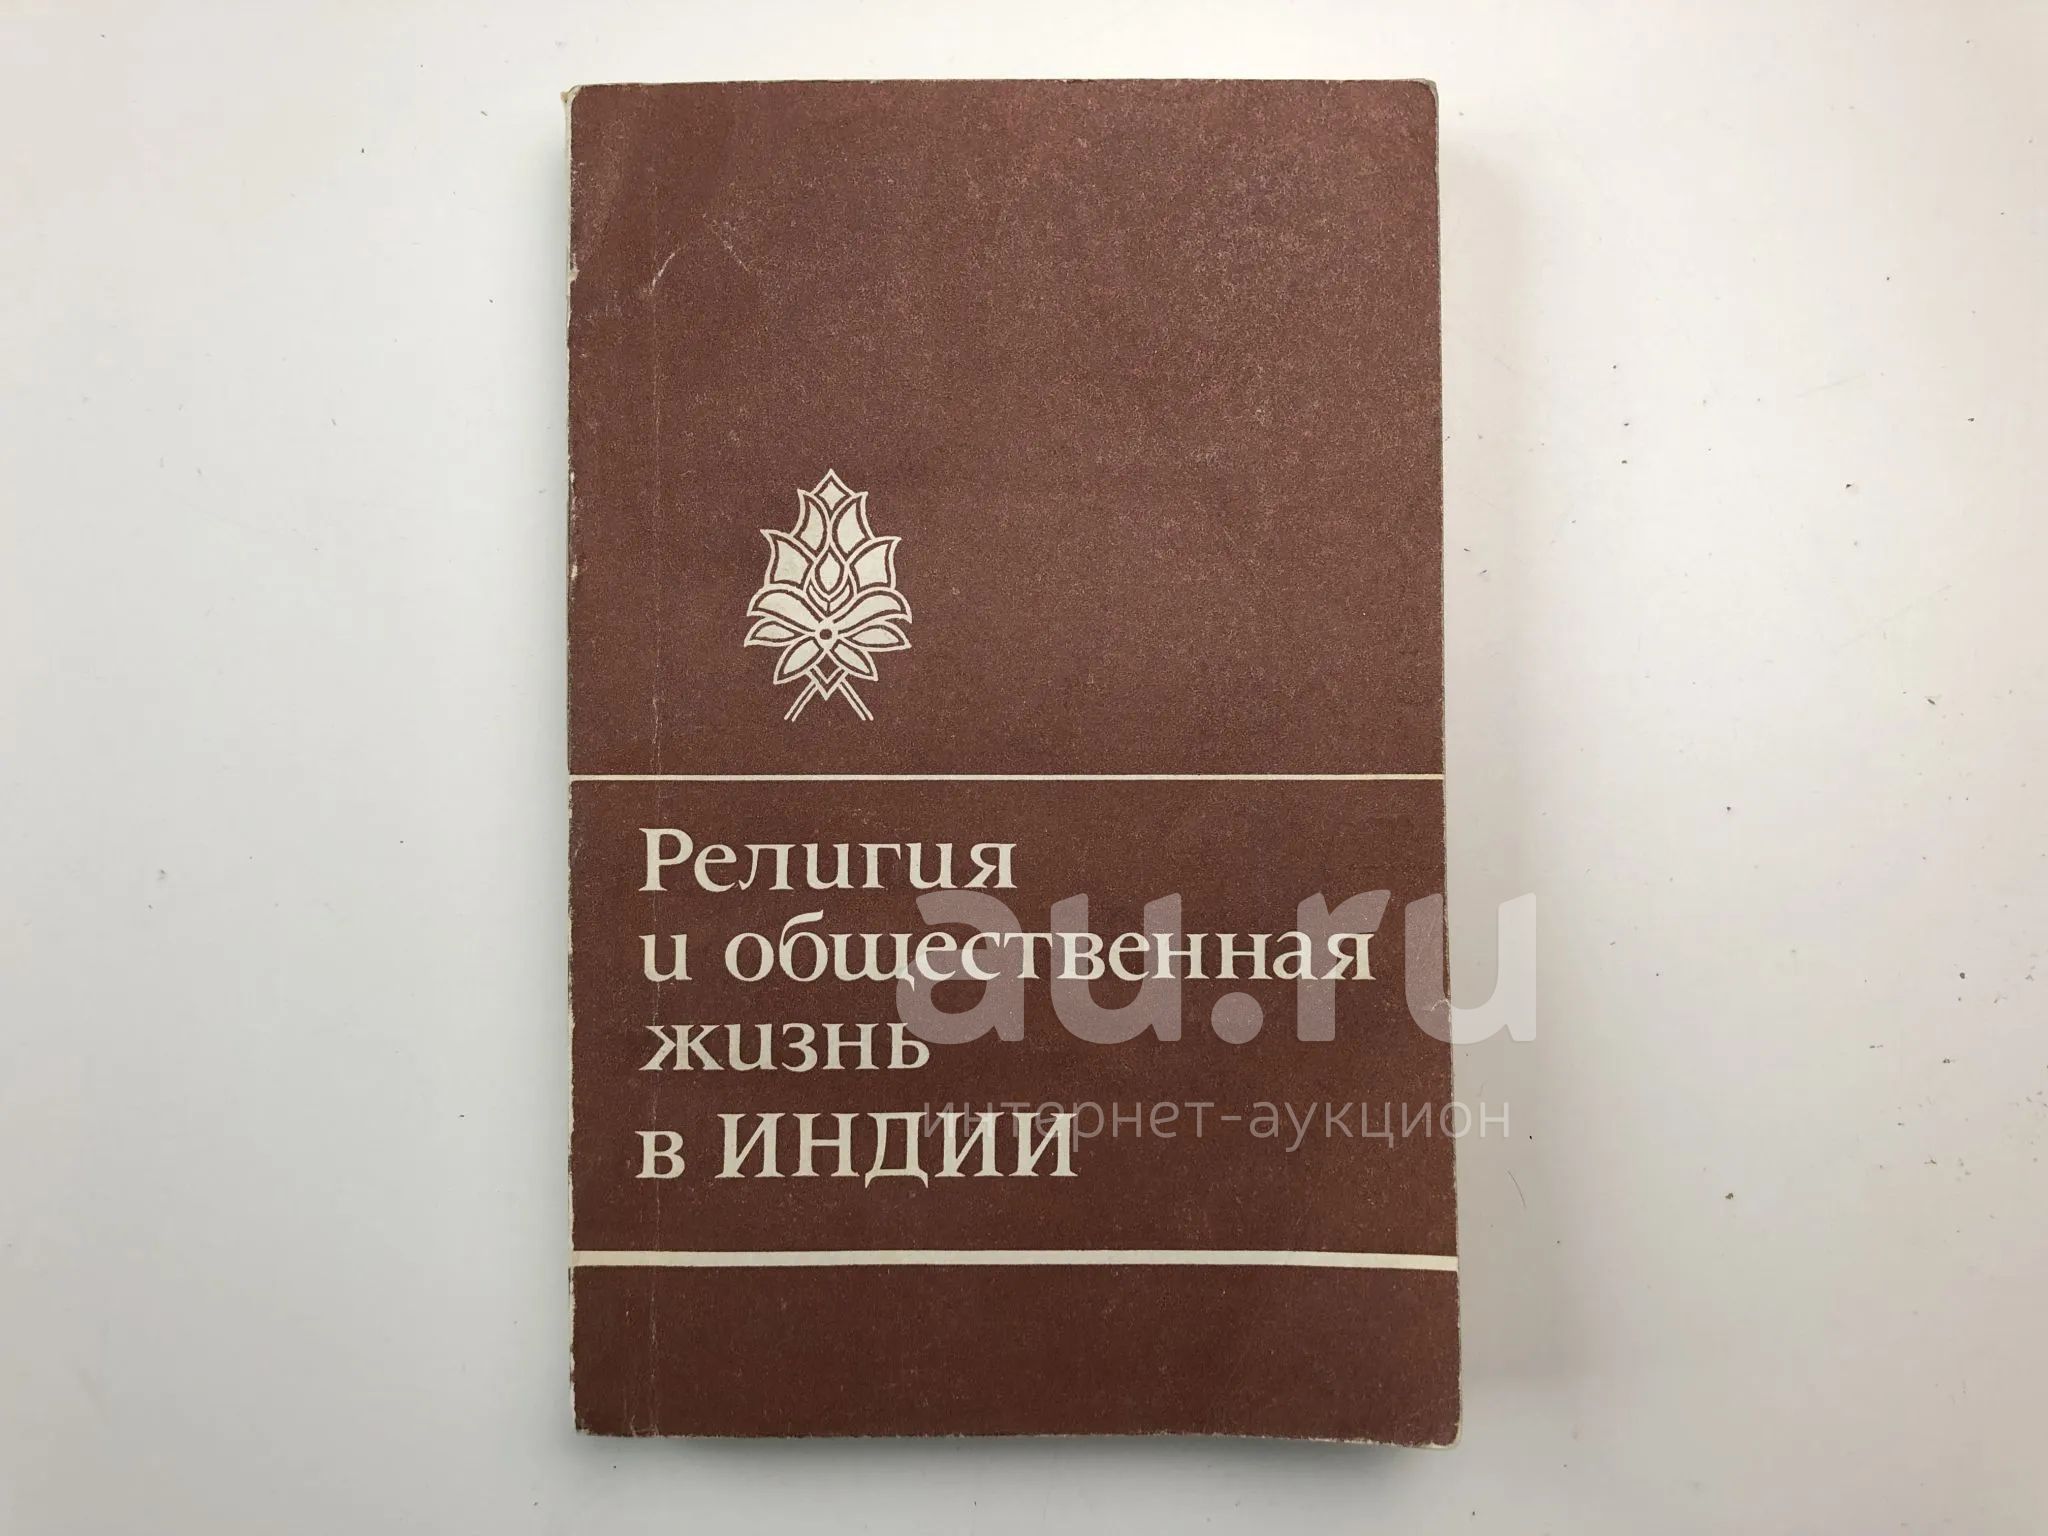 Религия
и общественная
жизнь
в ИНДИИ
au.ru
интернет-аукцион